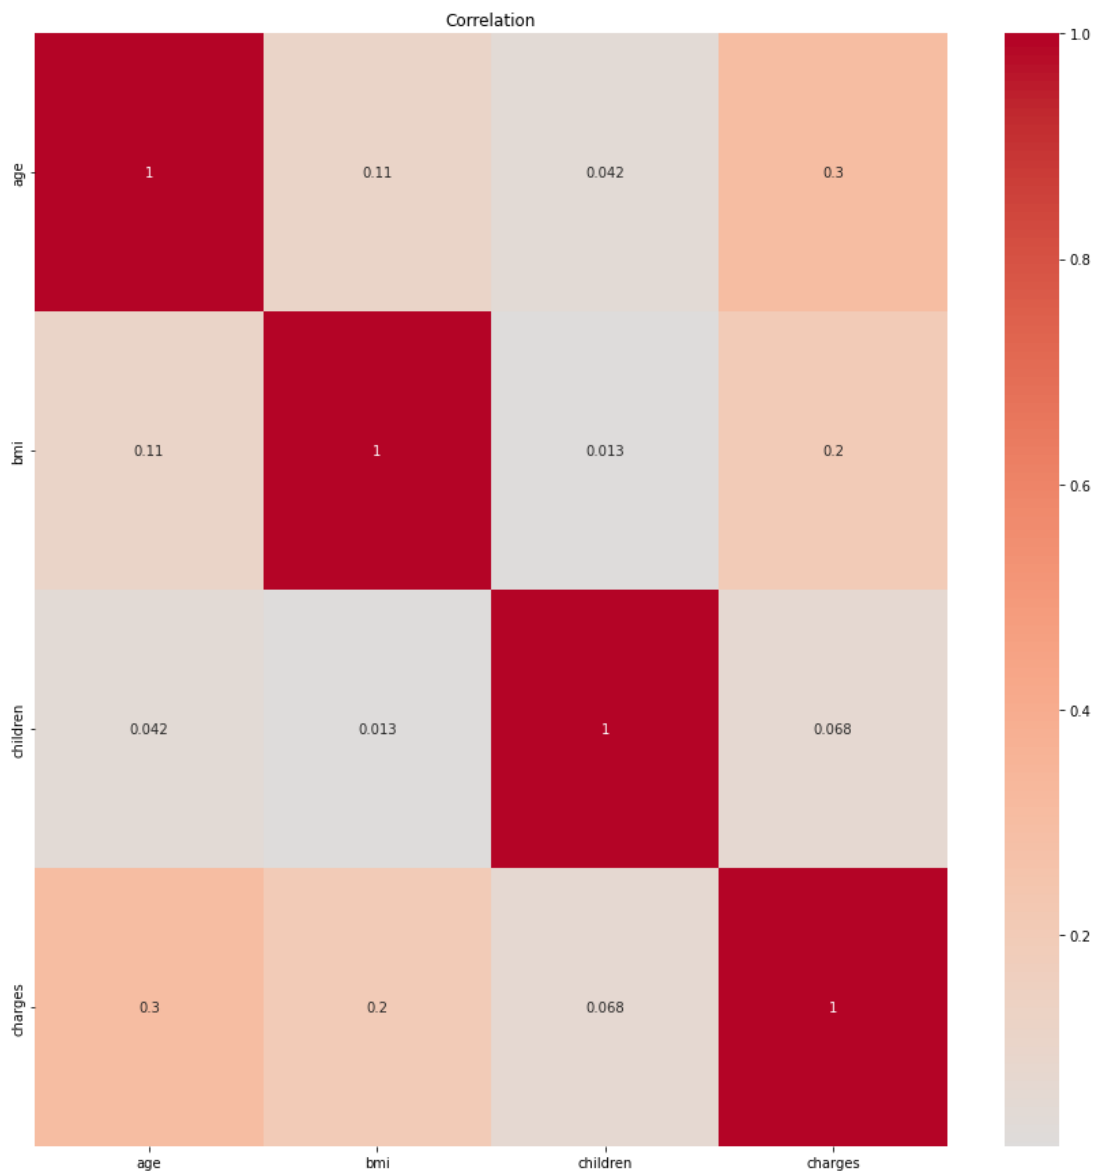 Correlation
age 1 0.11 0.042 0.3
bmi 0.11 1 0.013 0.2
children 0.042 0.013 1 0.068
charges 0.3 0.2 0.068 1
age bmi children charges
1.0
0.8
0.6
0.4
0.2